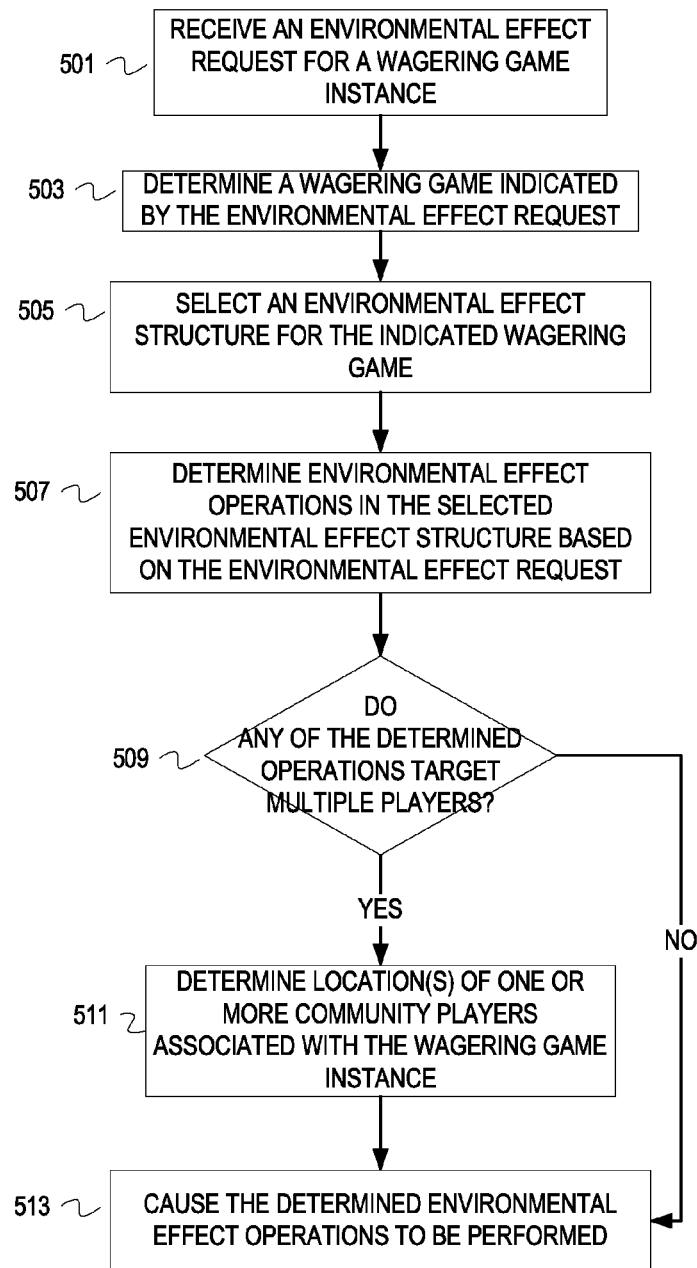 501
RECEIVE AN ENVIRONMENTAL EFFECT
REQUEST FOR A WAGERING GAME
INSTANCE
503
DETERMINE A WAGERING GAME INDICATED
BY THE ENVIRONMENTAL EFFECT REQUEST
505
SELECT AN ENVIRONMENTAL EFFECT
STRUCTURE FOR THE INDICATED WAGERING
GAME
507
DETERMINE ENVIRONMENTAL EFFECT
OPERATIONS IN THE SELECTED
ENVIRONMENTAL EFFECT STRUCTURE BASED
ON THE ENVIRONMENTAL EFFECT REQUEST
509
DO
ANY OF THE DETERMINED
OPERATIONS TARGET
MULTIPLE PLAYERS?
YES
NO
511
DETERMINE LOCATION(S) OF ONE OR
MORE COMMUNITY PLAYERS
ASSOCIATED WITH THE WAGERING GAME
INSTANCE
513
CAUSE THE DETERMINED ENVIRONMENTAL
EFFECT OPERATIONS TO BE PERFORMED